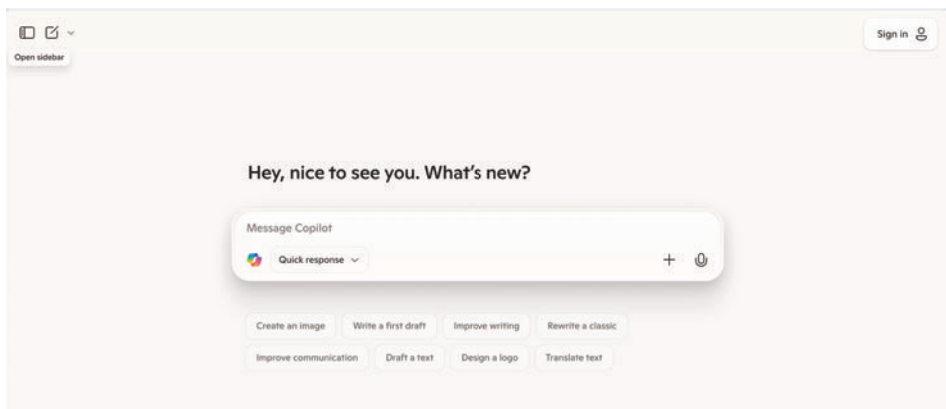 Sign in
Open sidebar
Hey, nice to see you. What's new?
Message Copilot
Quick response
Create an image Write a first draft Improve writing Rewrite a classic
Improve communication Draft a text Design a logo Translate text